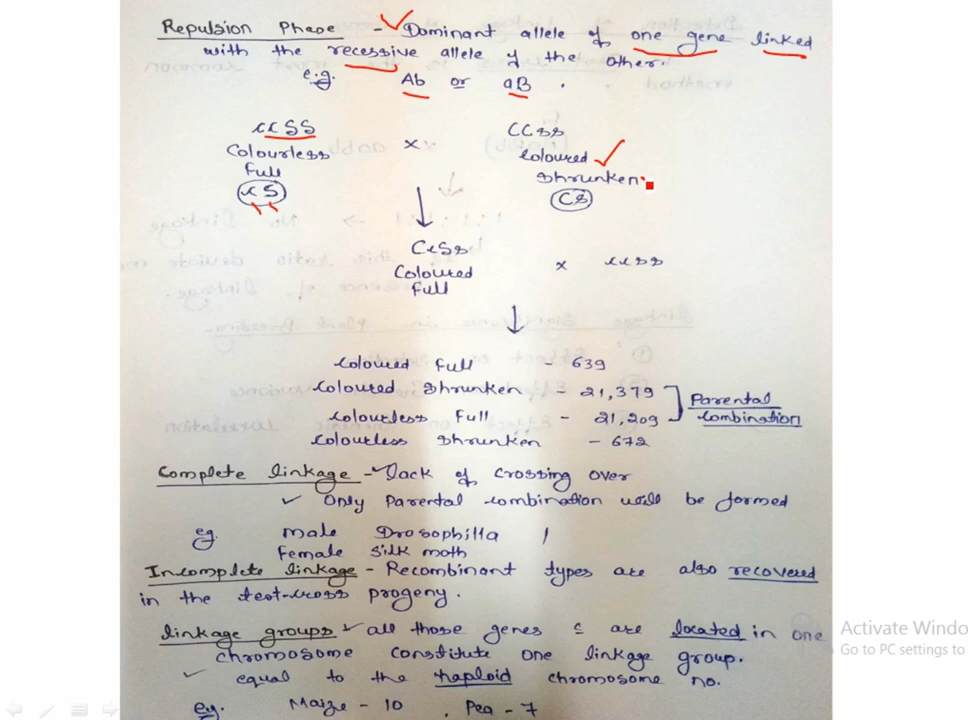 Repulsion Phase - Dominant allele of one gene linked
with the recessive allele of the other.
e.g. Ab or aB .
ccSS × CCss
Colourless Coloured
Full Shrunken
cS Cs
CcSs × ccss
Coloured
Full
Coloured Full - 639
Coloured Shrunken - 21,379
Colourless Full - 21,209
Parental
Combination
Colourless Shrunken - 672
Complete linkage - Lack of crossing over
Only Parental combination will be formed
eg. Male Drosophilla
Female Silk moth
Incomplete linkage - Recombinant types are also recovered
in the test-cross progeny.
linkage groups all those genes c are located in one
chromosome constitute one linkage group.
equal to the haploid chromosome no.
eg. Maize - 10 , Pea - 7
Activate Windo
Go to PC settings to